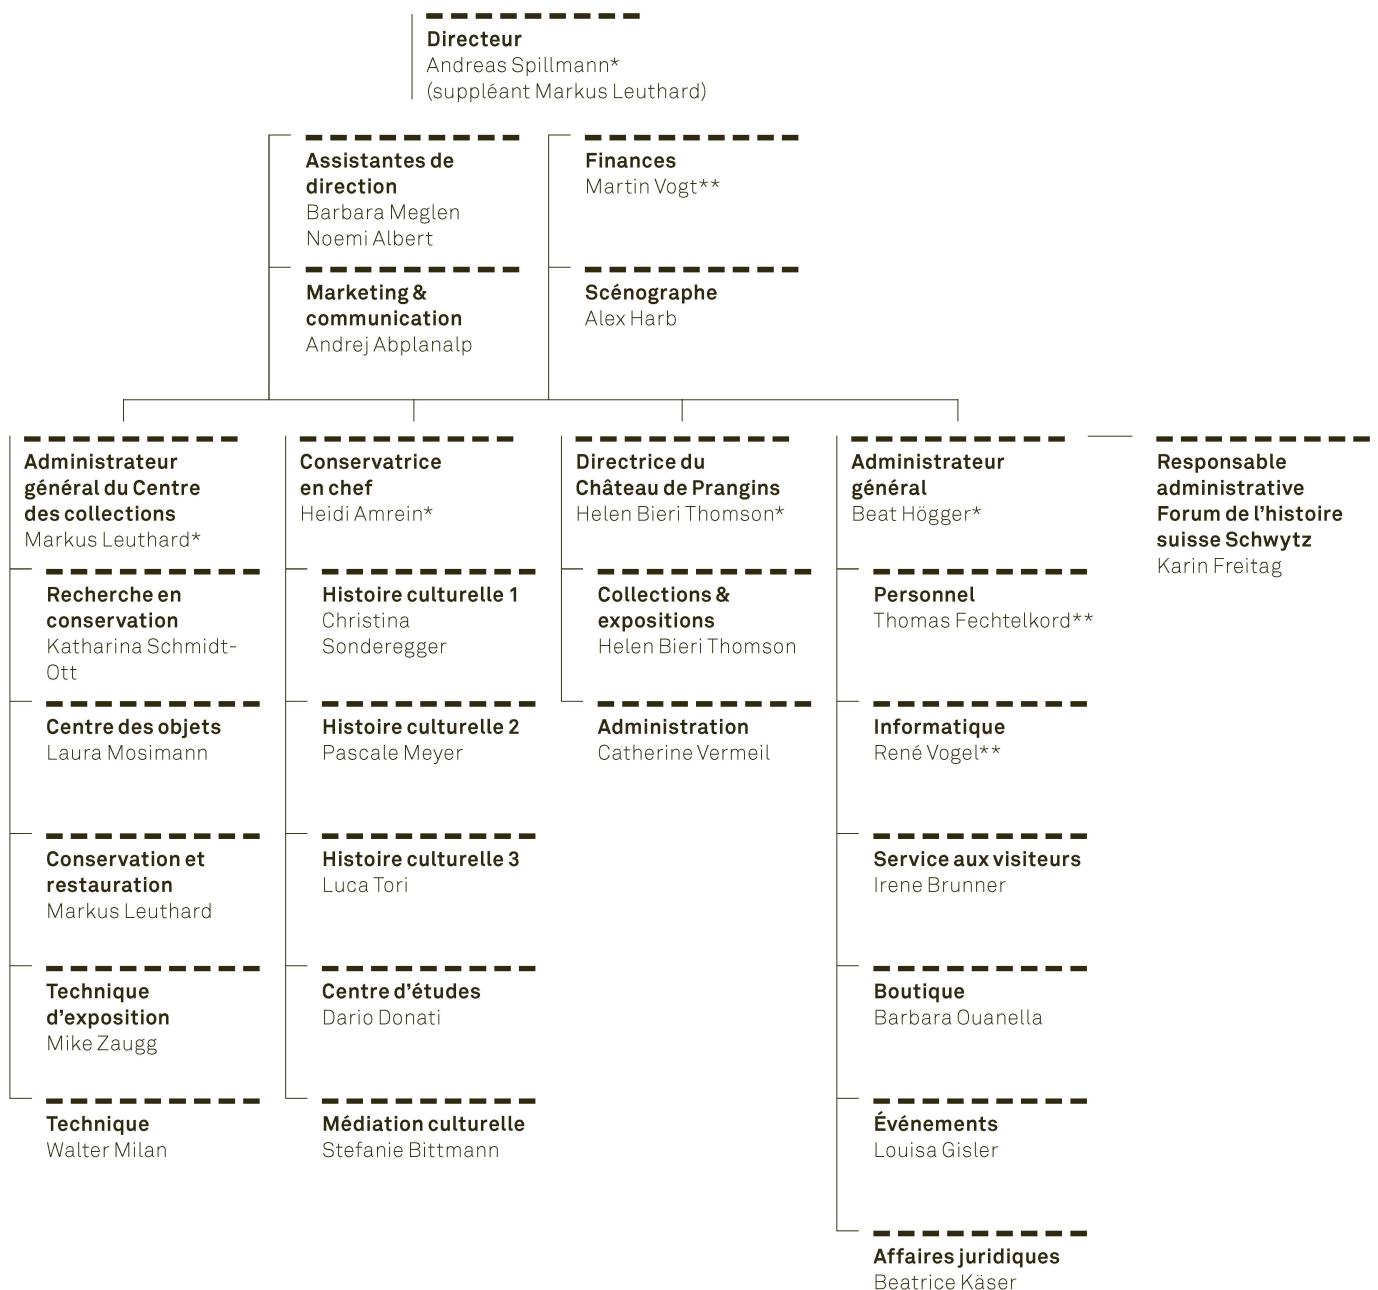 Directeur
Andreas Spillmann*
(suppléant Markus Leuthard)
Assistantes de
direction
Barbara Meglen
Noemi Albert
Finances
Martin Vogt**
Marketing &
communication
Andrej Abplanalp
Scénographe
Alex Harb
Administrateur
général du Centre
des collections
Markus Leuthard*
Recherche en
conservation
Katharina Schmidt-
Ott
Centre des objets
Laura Mosimann
Conservation et
restauration
Markus Leuthard
Technique
d’exposition
Mike Zaugg
Technique
Walter Milan
Conservatrice
en chef
Heidi Amrein*
Histoire culturelle 1
Christina
Sonderegger
Histoire culturelle 2
Pascale Meyer
Histoire culturelle 3
Luca Tori
Centre d’études
Dario Donati
Médiation culturelle
Stefanie Bittmann
Directrice du
Château de Prangins
Helen Bieri Thomson*
Collections &
expositions
Helen Bieri Thomson
Administration
Catherine Vermeil
Administrateur
général
Beat Högger*
Personnel
Thomas Fechtelkord**
Informatique
René Vogel**
Service aux visiteurs
Irene Brunner
Boutique
Barbara Ouanella
Événements
Louisa Gisler
Affaires juridiques
Beatrice Käser
Responsable
administrative
Forum de l’histoire
suisse Schwytz
Karin Freitag